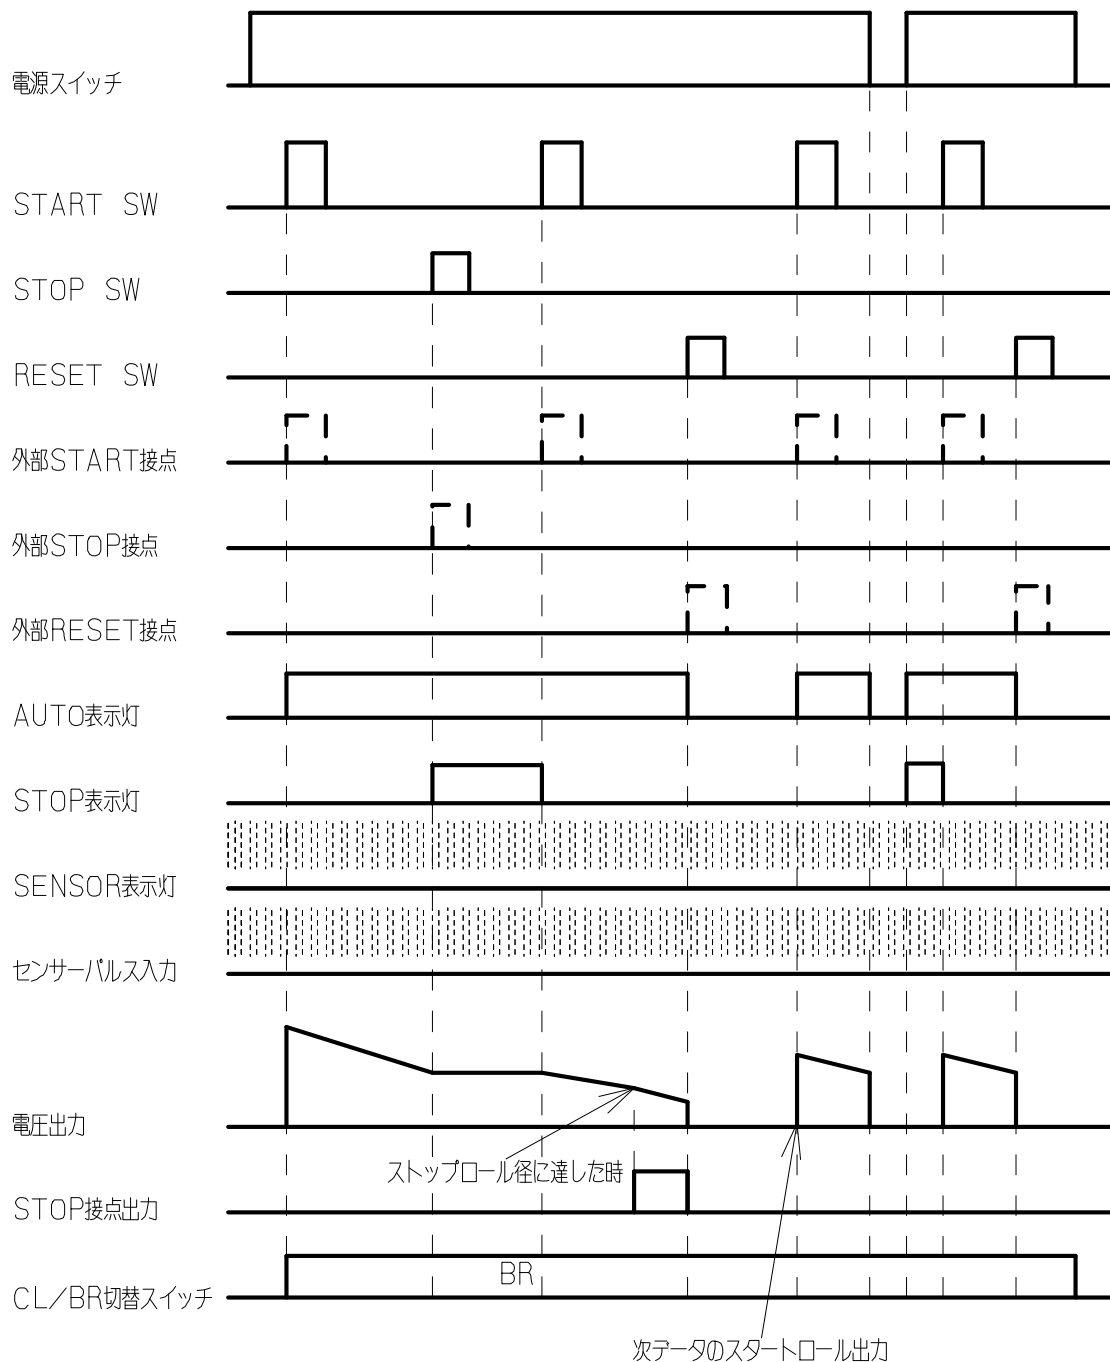 電源スイッチ
START SW
STOP SW
RESET SW
外部START接点
外部STOP接点
外部RESET接点
AUTO表示灯
STOP表示灯
SENSOR表示灯
センサーパルス入力
電圧出力
ストップロール径に達した時
STOP接点出力
BR
CL/BR切替スイッチ
次データのスタートロール出力